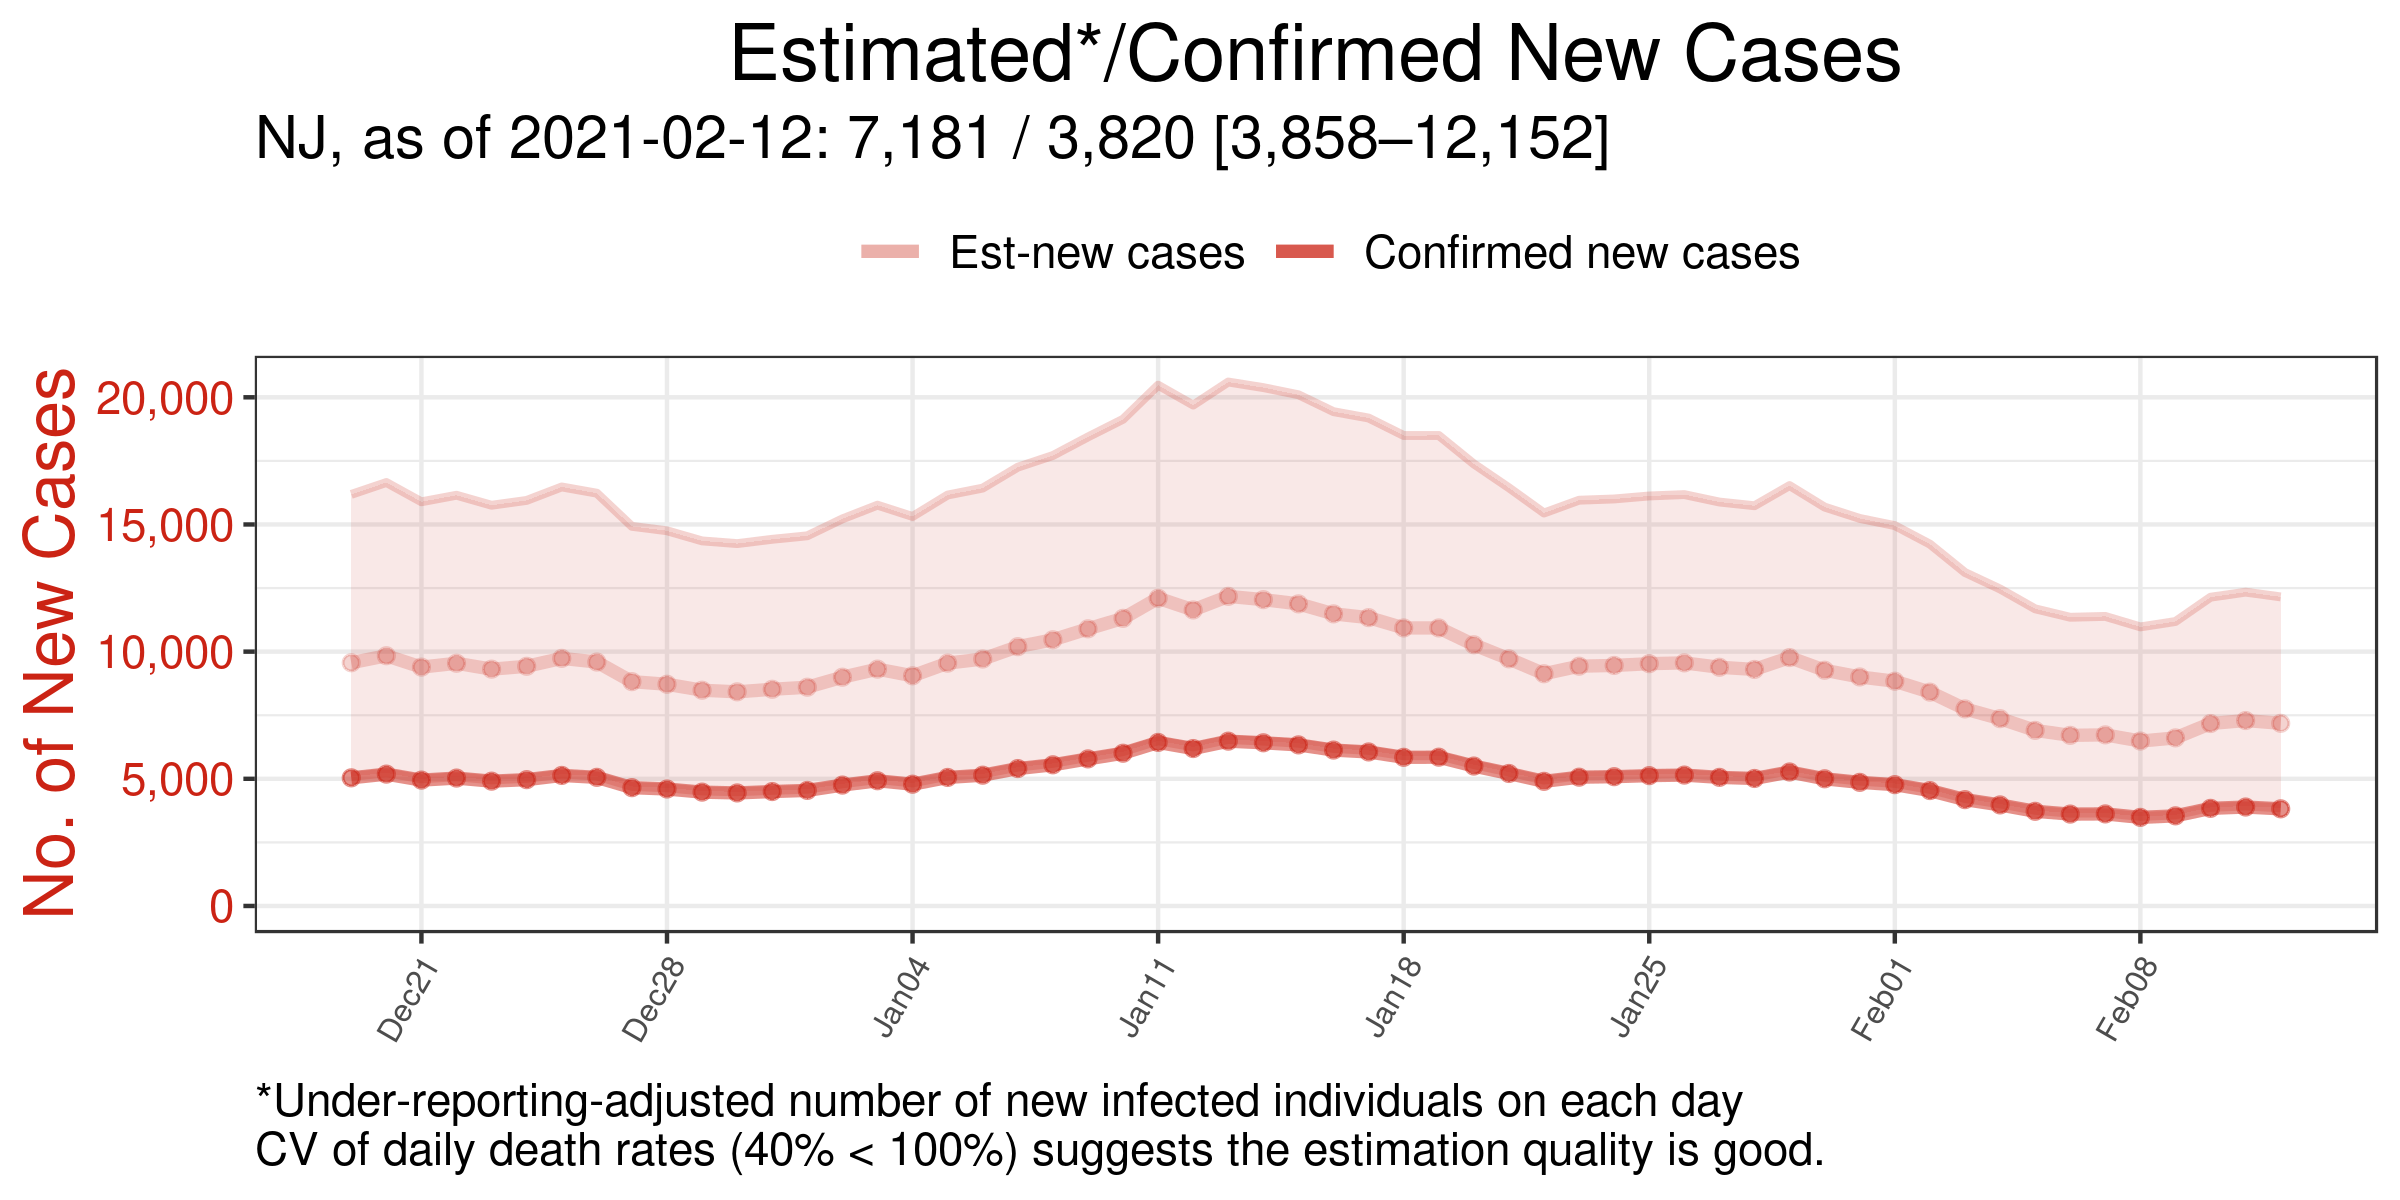 Estimated*/Confirmed New Cases
NJ, as of 2021-02-12: 7,181 / 3,820 [3,858–12,152]
Est-new cases
Confirmed new cases
No. of New Cases
20,000
15,000
10,000
5,000
0
Dec21
Dec28
Jan04
Jan11
Jan18
Jan25
Feb01
Feb08
*Under-reporting-adjusted number of new infected individuals on each day
CV of daily death rates (40% < 100%) suggests the estimation quality is good.